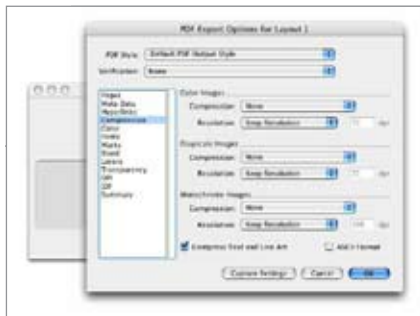 PDF Export Options for Layout 1
PDF Style: Default PDF Output Style
Verification: None
Pages
Meta Data
Hyperlinks
Compression
Color
Fonts
Marks
Bleed
Layers
Transparency
OPI
JDF
Summary
Color Images
Compression: None
Resolution: Keep Resolution dpi
Grayscale Images
Compression: None
Resolution: Keep Resolution dpi
Monochrome Images
Compression: None
Resolution: Keep Resolution dpi
Compress Text and Line Art ASCII Format
Capture Settings Cancel OK